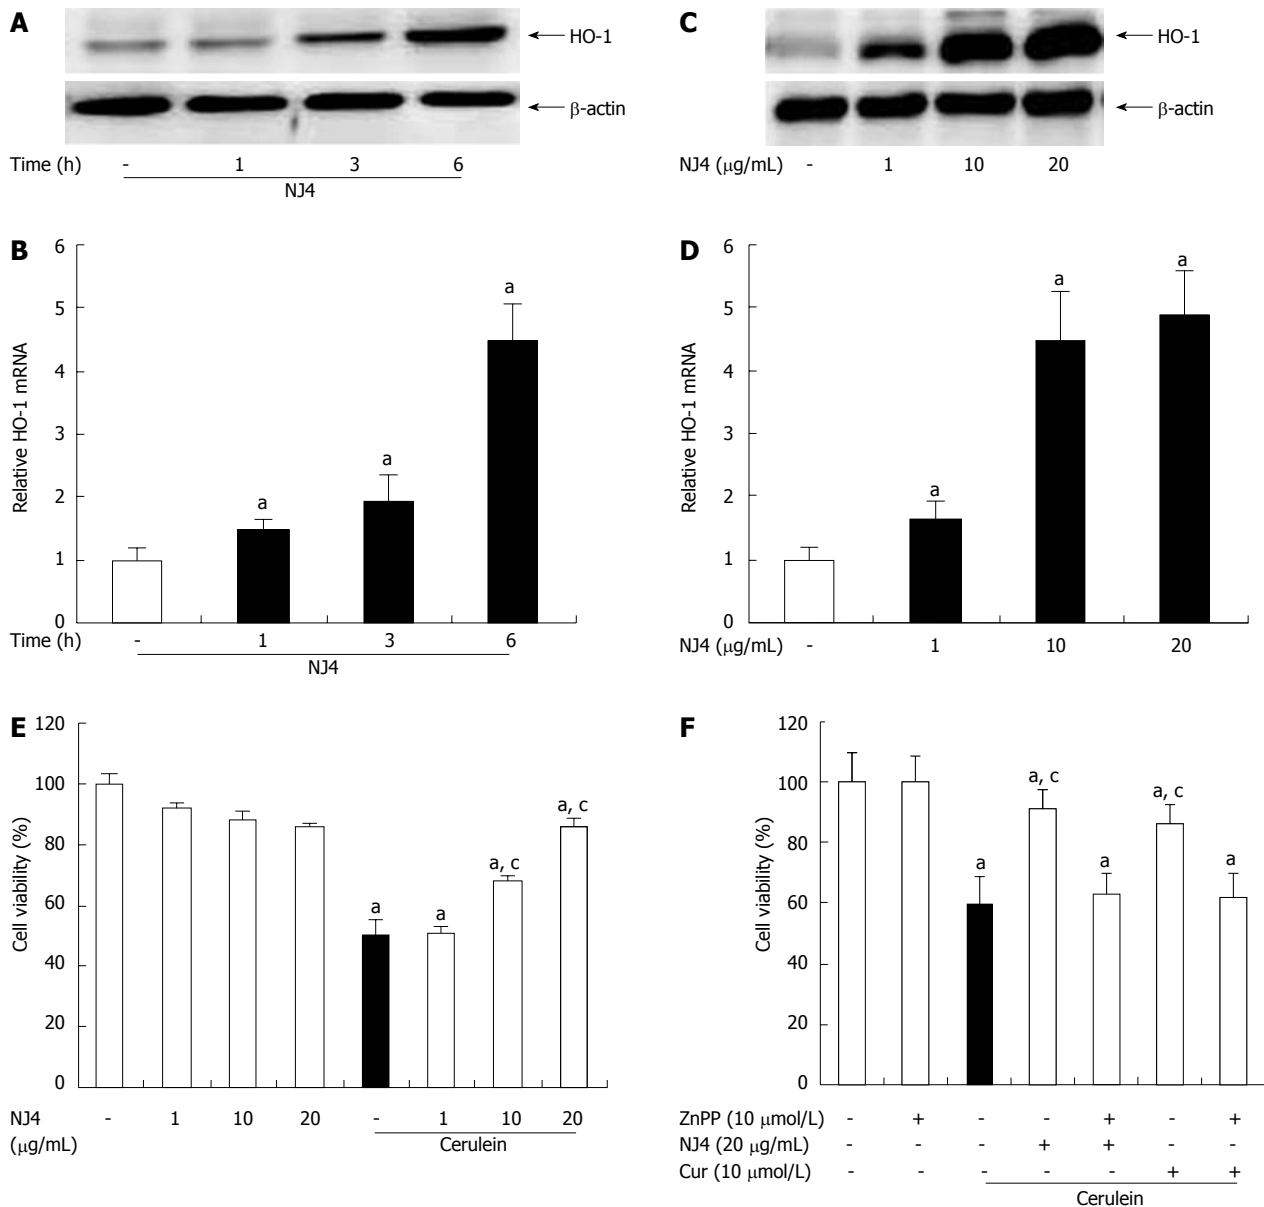 A
HO-1
β-actin
Time (h) - 1 3 6
NJ4
C
HO-1
β-actin
NJ4 (μg/mL) - 1 10 20
B
Relative HO-1 mRNA
6
5
4
3
2
1
0
a
a
a
Time (h) - 1 3 6
NJ4
D
Relative HO-1 mRNA
6
5
4
3
2
1
0
a
a
a
NJ4 (μg/mL) - 1 10 20
E
Cell viability (%)
120
100
80
60
40
20
0
a
a
a, c
a, c
NJ4 - 1 10 20 - 1 10 20
(μg/mL)
Cerulein
F
Cell viability (%)
120
100
80
60
40
20
0
a
a, c
a
a, c
a
ZnPP (10 μmol/L) - + - - + - +
NJ4 (20 μg/mL) - - - + + - -
Cur (10 μmol/L) - - - - - + +
Cerulein